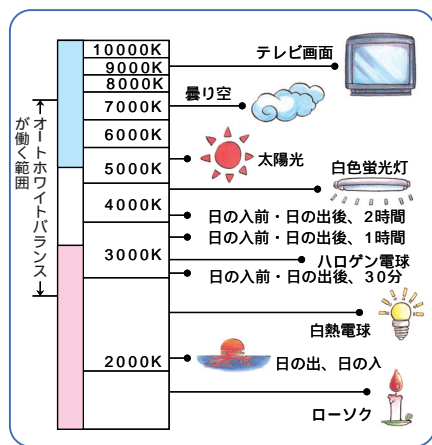 10000K
テレビ画面
9000K
8000K
曇り空
7000K
6000K
太陽光
5000K
白色蛍光灯
4000K
日の入前・日の出後、2時間
日の入前・日の出後、1時間
3000K
ハロゲン電球
日の入前・日の出後、30分
白熱電球
2000K
日の出、日の入
ローソク
オートホワイトバランス
が働く範囲